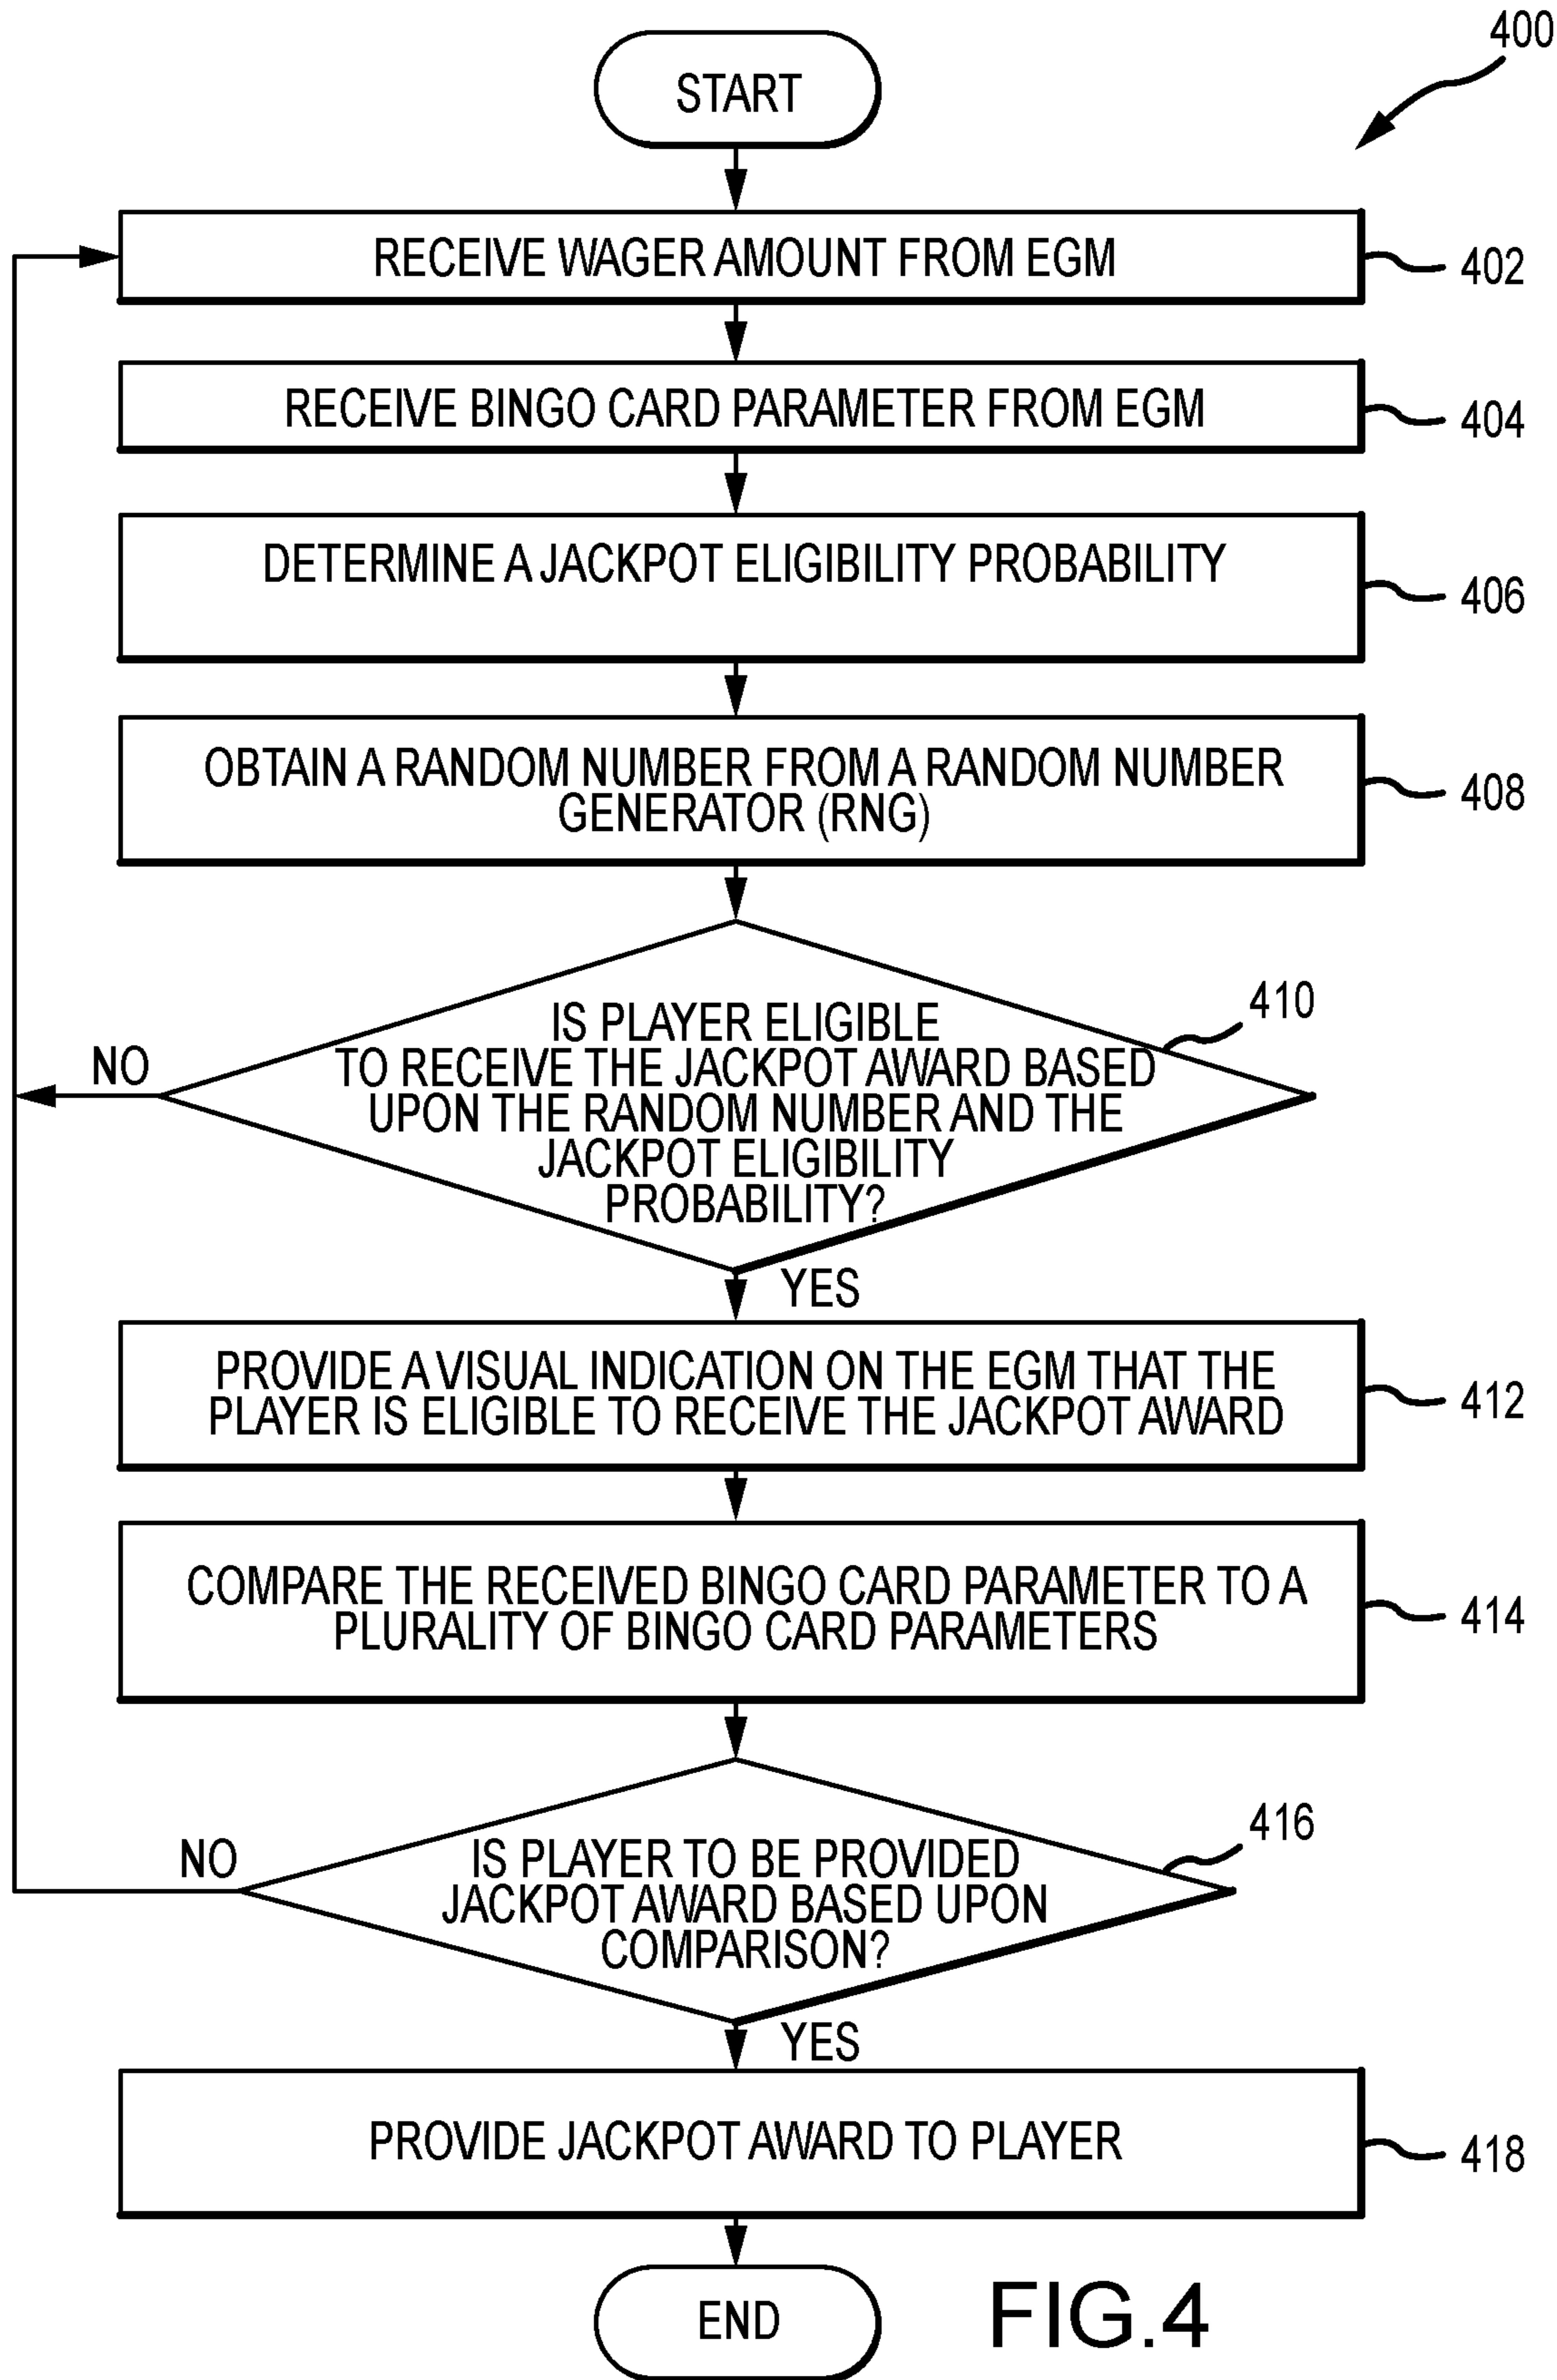 400
START
RECEIVE WAGER AMOUNT FROM EGM
402
RECEIVE BINGO CARD PARAMETER FROM EGM
404
DETERMINE A JACKPOT ELIGIBILITY PROBABILITY
406
OBTAIN A RANDOM NUMBER FROM A RANDOM NUMBER
GENERATOR (RNG)
408
IS PLAYER ELIGIBLE
TO RECEIVE THE JACKPOT AWARD BASED
UPON THE RANDOM NUMBER AND THE
JACKPOT ELIGIBILITY
PROBABILITY?
410
NO
YES
PROVIDE A VISUAL INDICATION ON THE EGM THAT THE
PLAYER IS ELIGIBLE TO RECEIVE THE JACKPOT AWARD
412
COMPARE THE RECEIVED BINGO CARD PARAMETER TO A
PLURALITY OF BINGO CARD PARAMETERS
414
IS PLAYER TO BE PROVIDED
JACKPOT AWARD BASED UPON
COMPARISON?
416
NO
YES
PROVIDE JACKPOT AWARD TO PLAYER
418
END
FIG.4